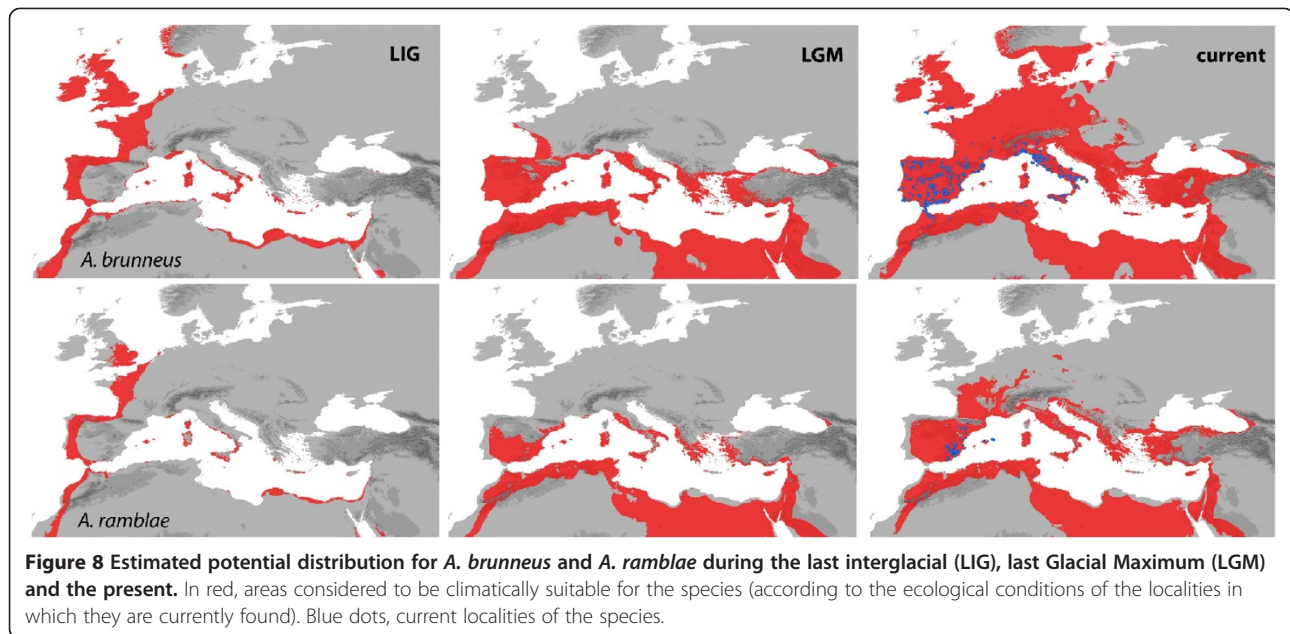 LIG
LGM
current
A. brunneus
A. ramblae
Figure 8 Estimated potential distribution for A. brunneus and A. ramblae during the last interglacial (LIG), last Glacial Maximum (LGM)
and the present. In red, areas considered to be climatically suitable for the species (according to the ecological conditions of the localities in
which they are currently found). Blue dots, current localities of the species.